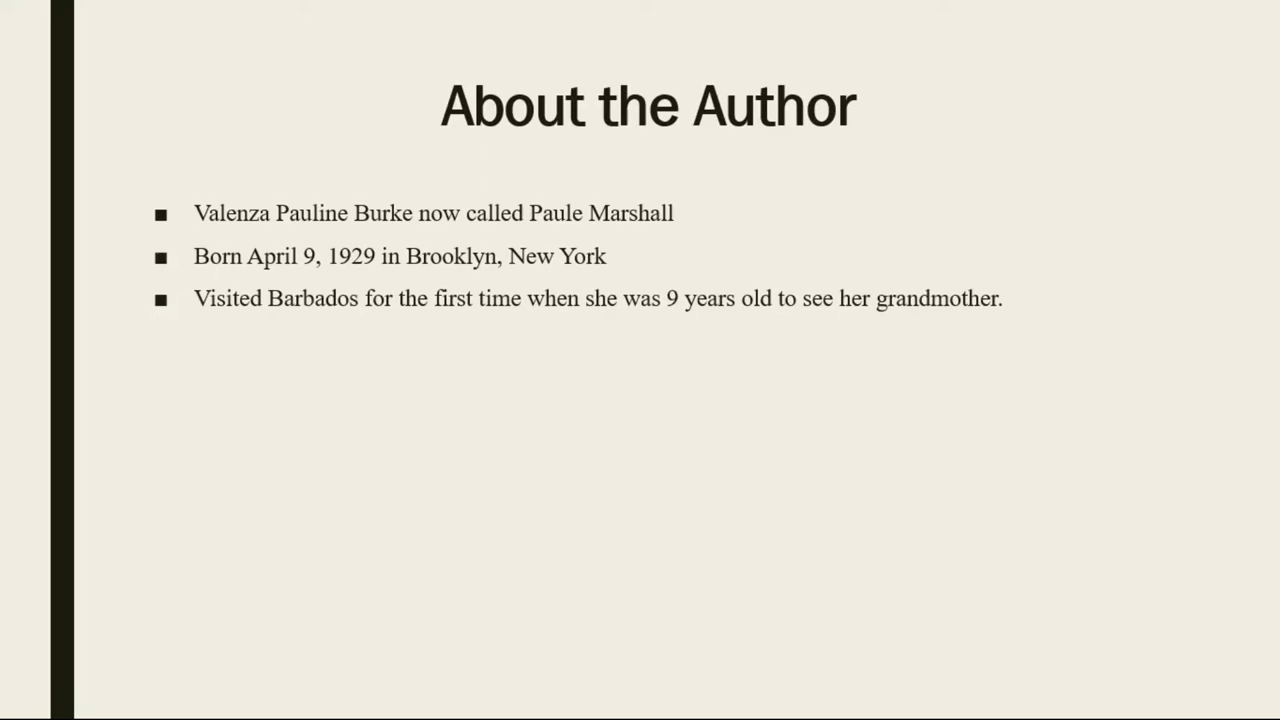 About the Author
■ Valenza Pauline Burke now called Paule Marshall
■ Born April 9, 1929 in Brooklyn, New York
■ Visited Barbados for the first time when she was 9 years old to see her grandmother.